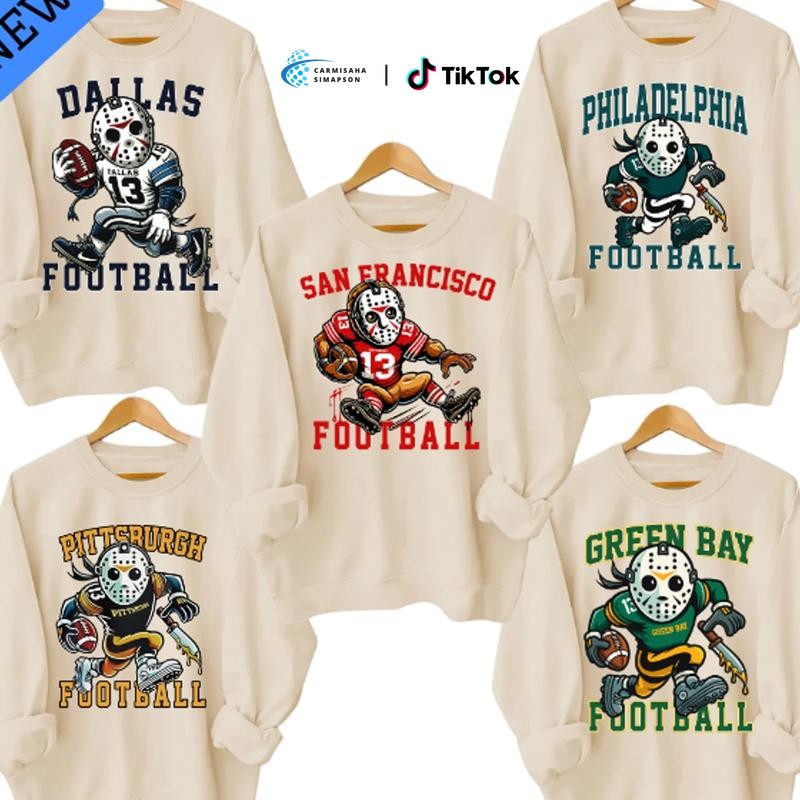 NEW
CARMISAHA
SIMAPSON
|
TikTok
DALLAS
DALLAS
13
FOOTBALL
PHILADELPHIA
13
FOOTBALL
SAN FRANCISCO
13
13
13
FOOTBALL
PITTSBURGH
FOOTBALL
GREEN BAY
13
GREEN BAY
FOOTBALL